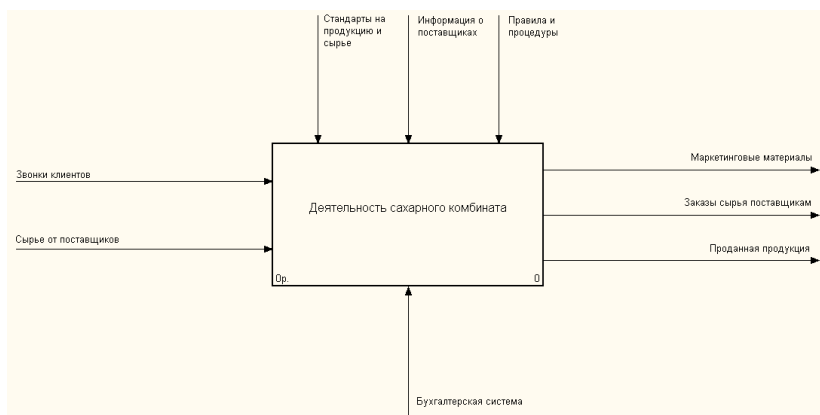 Стандарты на
продукцию и
сырье
Информация о
поставщиках
Правила и
процедуры
Звонки клиентов
Сырье от поставщиков
Деятельность сахарного комбината
0р.
0
Маркетинговые материалы
Заказы сырья поставщикам
Проданная продукция
Бухгалтерская система